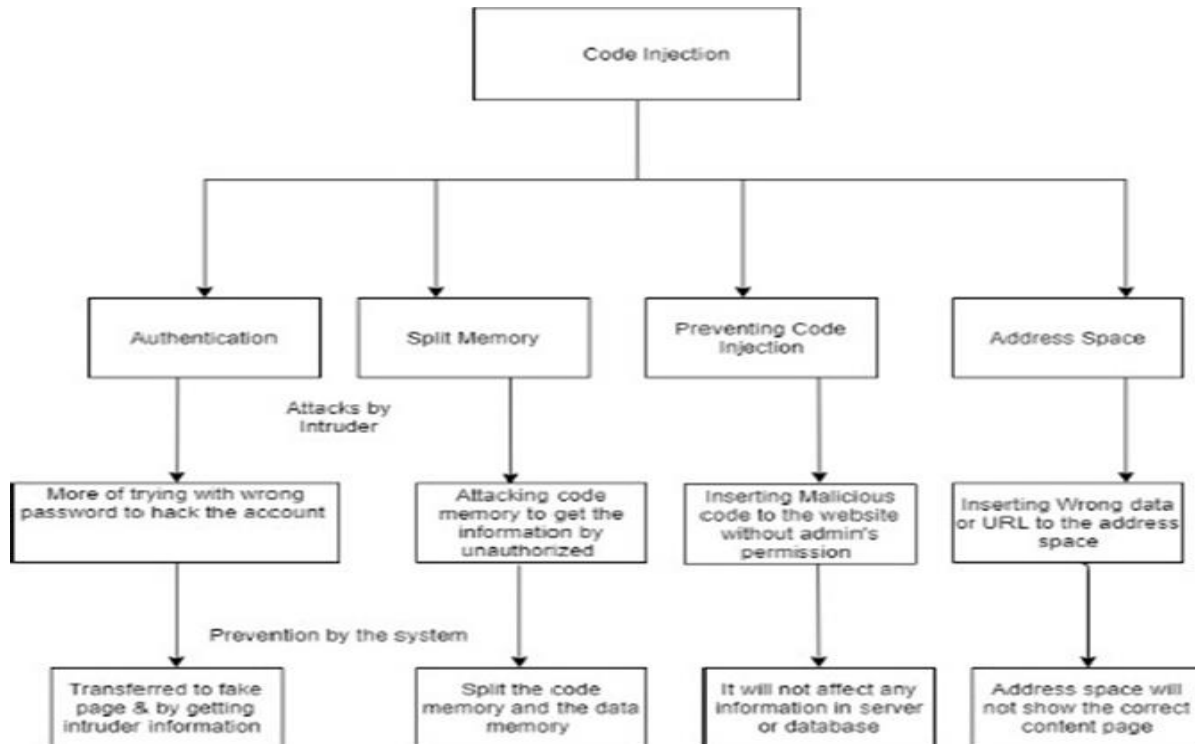 Code Injection
Authentication
Split Memory
Preventing Code
Injection
Address Space
Attacks by
Intruder
More of trying with wrong
password to hack the account
Attacking code
memory to get the
information by
unauthorized
Inserting Malicious
code to the website
without admin's
permission
Inserting Wrong data
or URL to the address
space
Prevention by the system
Transferred to fake
page & by getting
intruder information
Split the code
memory and the data
memory
It will not affect any
information in server
or database
Address space will
not show the correct
content page